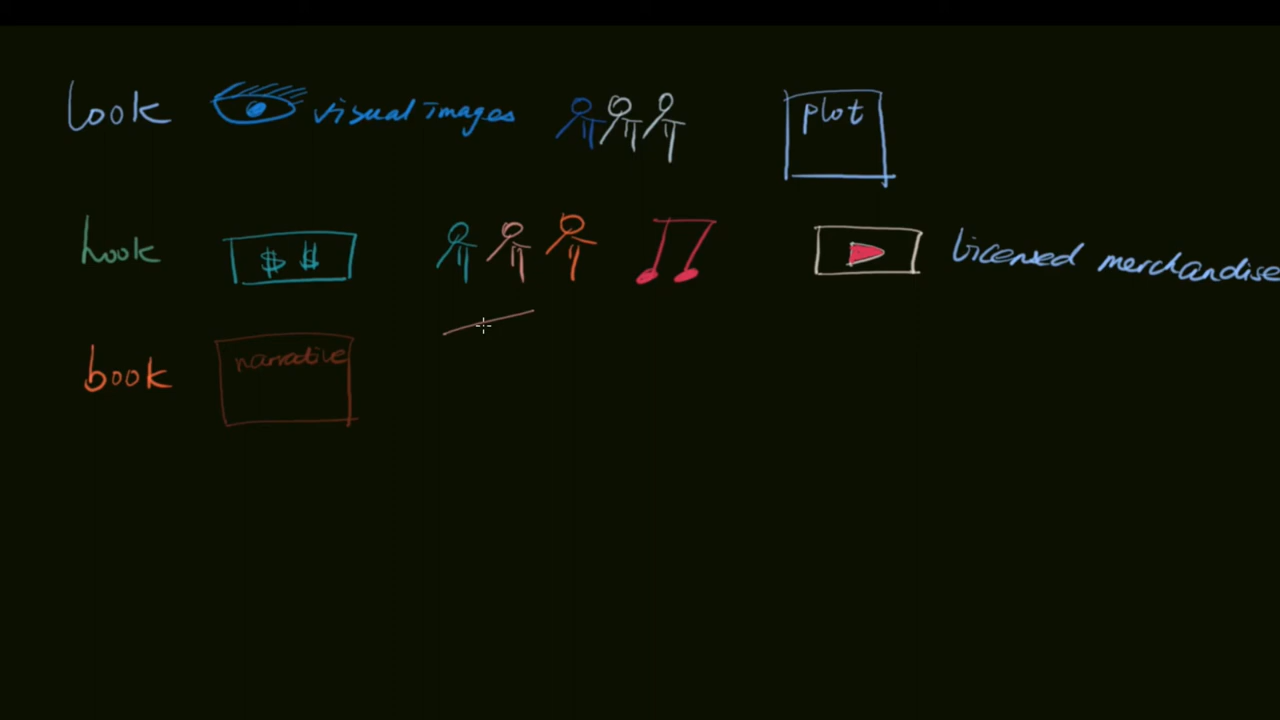 look visual images plot
hook $ $ licensed merchandise
book narrative